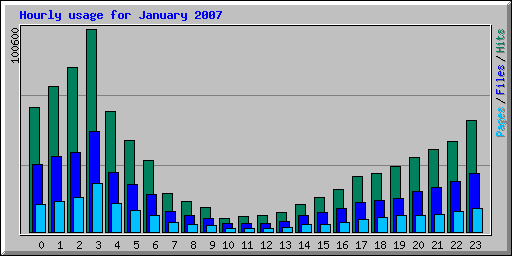 Hourly usage for January 2007
100600
Pages/Files/Hits
0 1 2 3 4 5 6 7 8 9 10 11 12 13 14 15 16 17 18 19 20 21 22 23